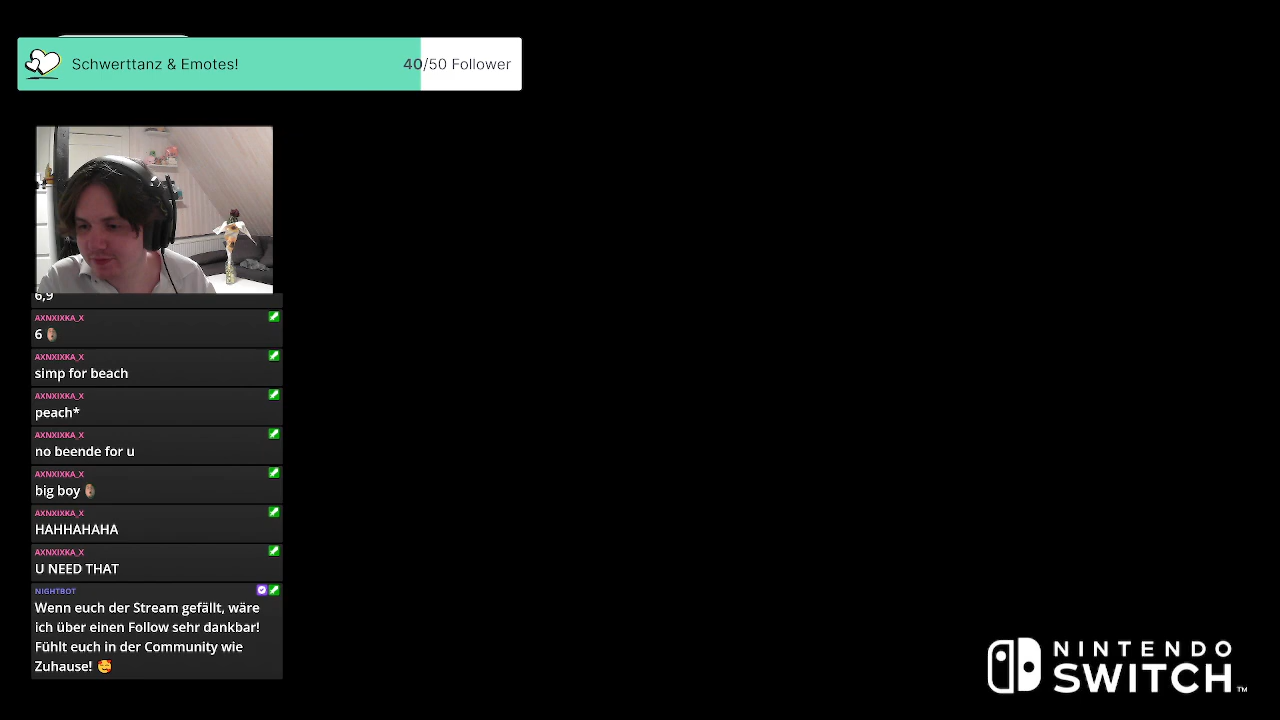 Schwerttanz & Emotes!
40/50 Follower
6,9
AXNXIXKA_X
6
AXNXIXKA_X
simp for beach
AXNXIXKA_X
peach*
AXNXIXKA_X
no beende for u
AXNXIXKA_X
big boy
AXNXIXKA_X
HAHHAHAHA
AXNXIXKA_X
U NEED THAT
NIGHTBOT
Wenn euch der Stream gefällt, wäre
ich über einen Follow sehr dankbar!
Fühlt euch in der Community wie
Zuhause! 🥰
NINTENDO
SWITCH™